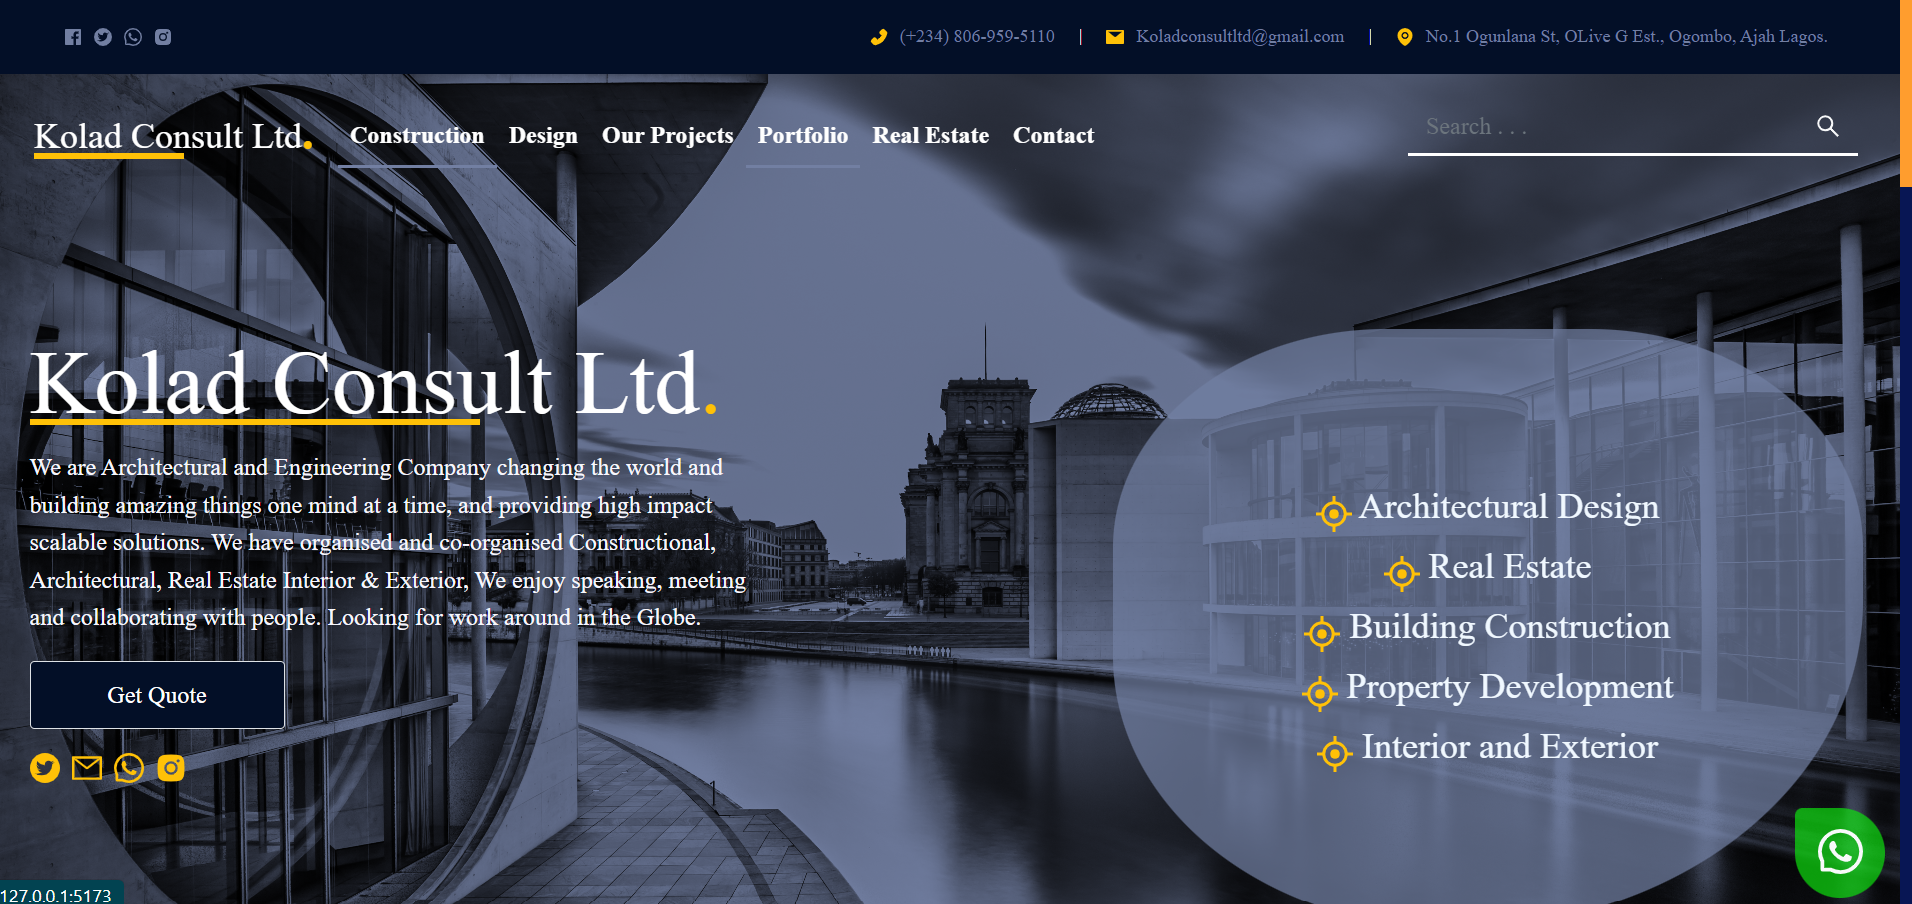 (+234) 806-959-5110 | Koladconsultltd@gmail.com | No.1 Ogunlana St, OLive G Est., Ogombo, Ajah Lagos.
Kolad Consult Ltd. Construction Design Our Projects Portfolio Real Estate Contact Search . . .
Kolad Consult Ltd.
We are Architectural and Engineering Company changing the world and
building amazing things one mind at a time, and providing high impact
scalable solutions. We have organised and co-organised Constructional,
Architectural, Real Estate Interior & Exterior, We enjoy speaking, meeting
and collaborating with people. Looking for work around in the Globe.
Get Quote
Architectural Design
Real Estate
Building Construction
Property Development
Interior and Exterior
127.0.0.1:5173